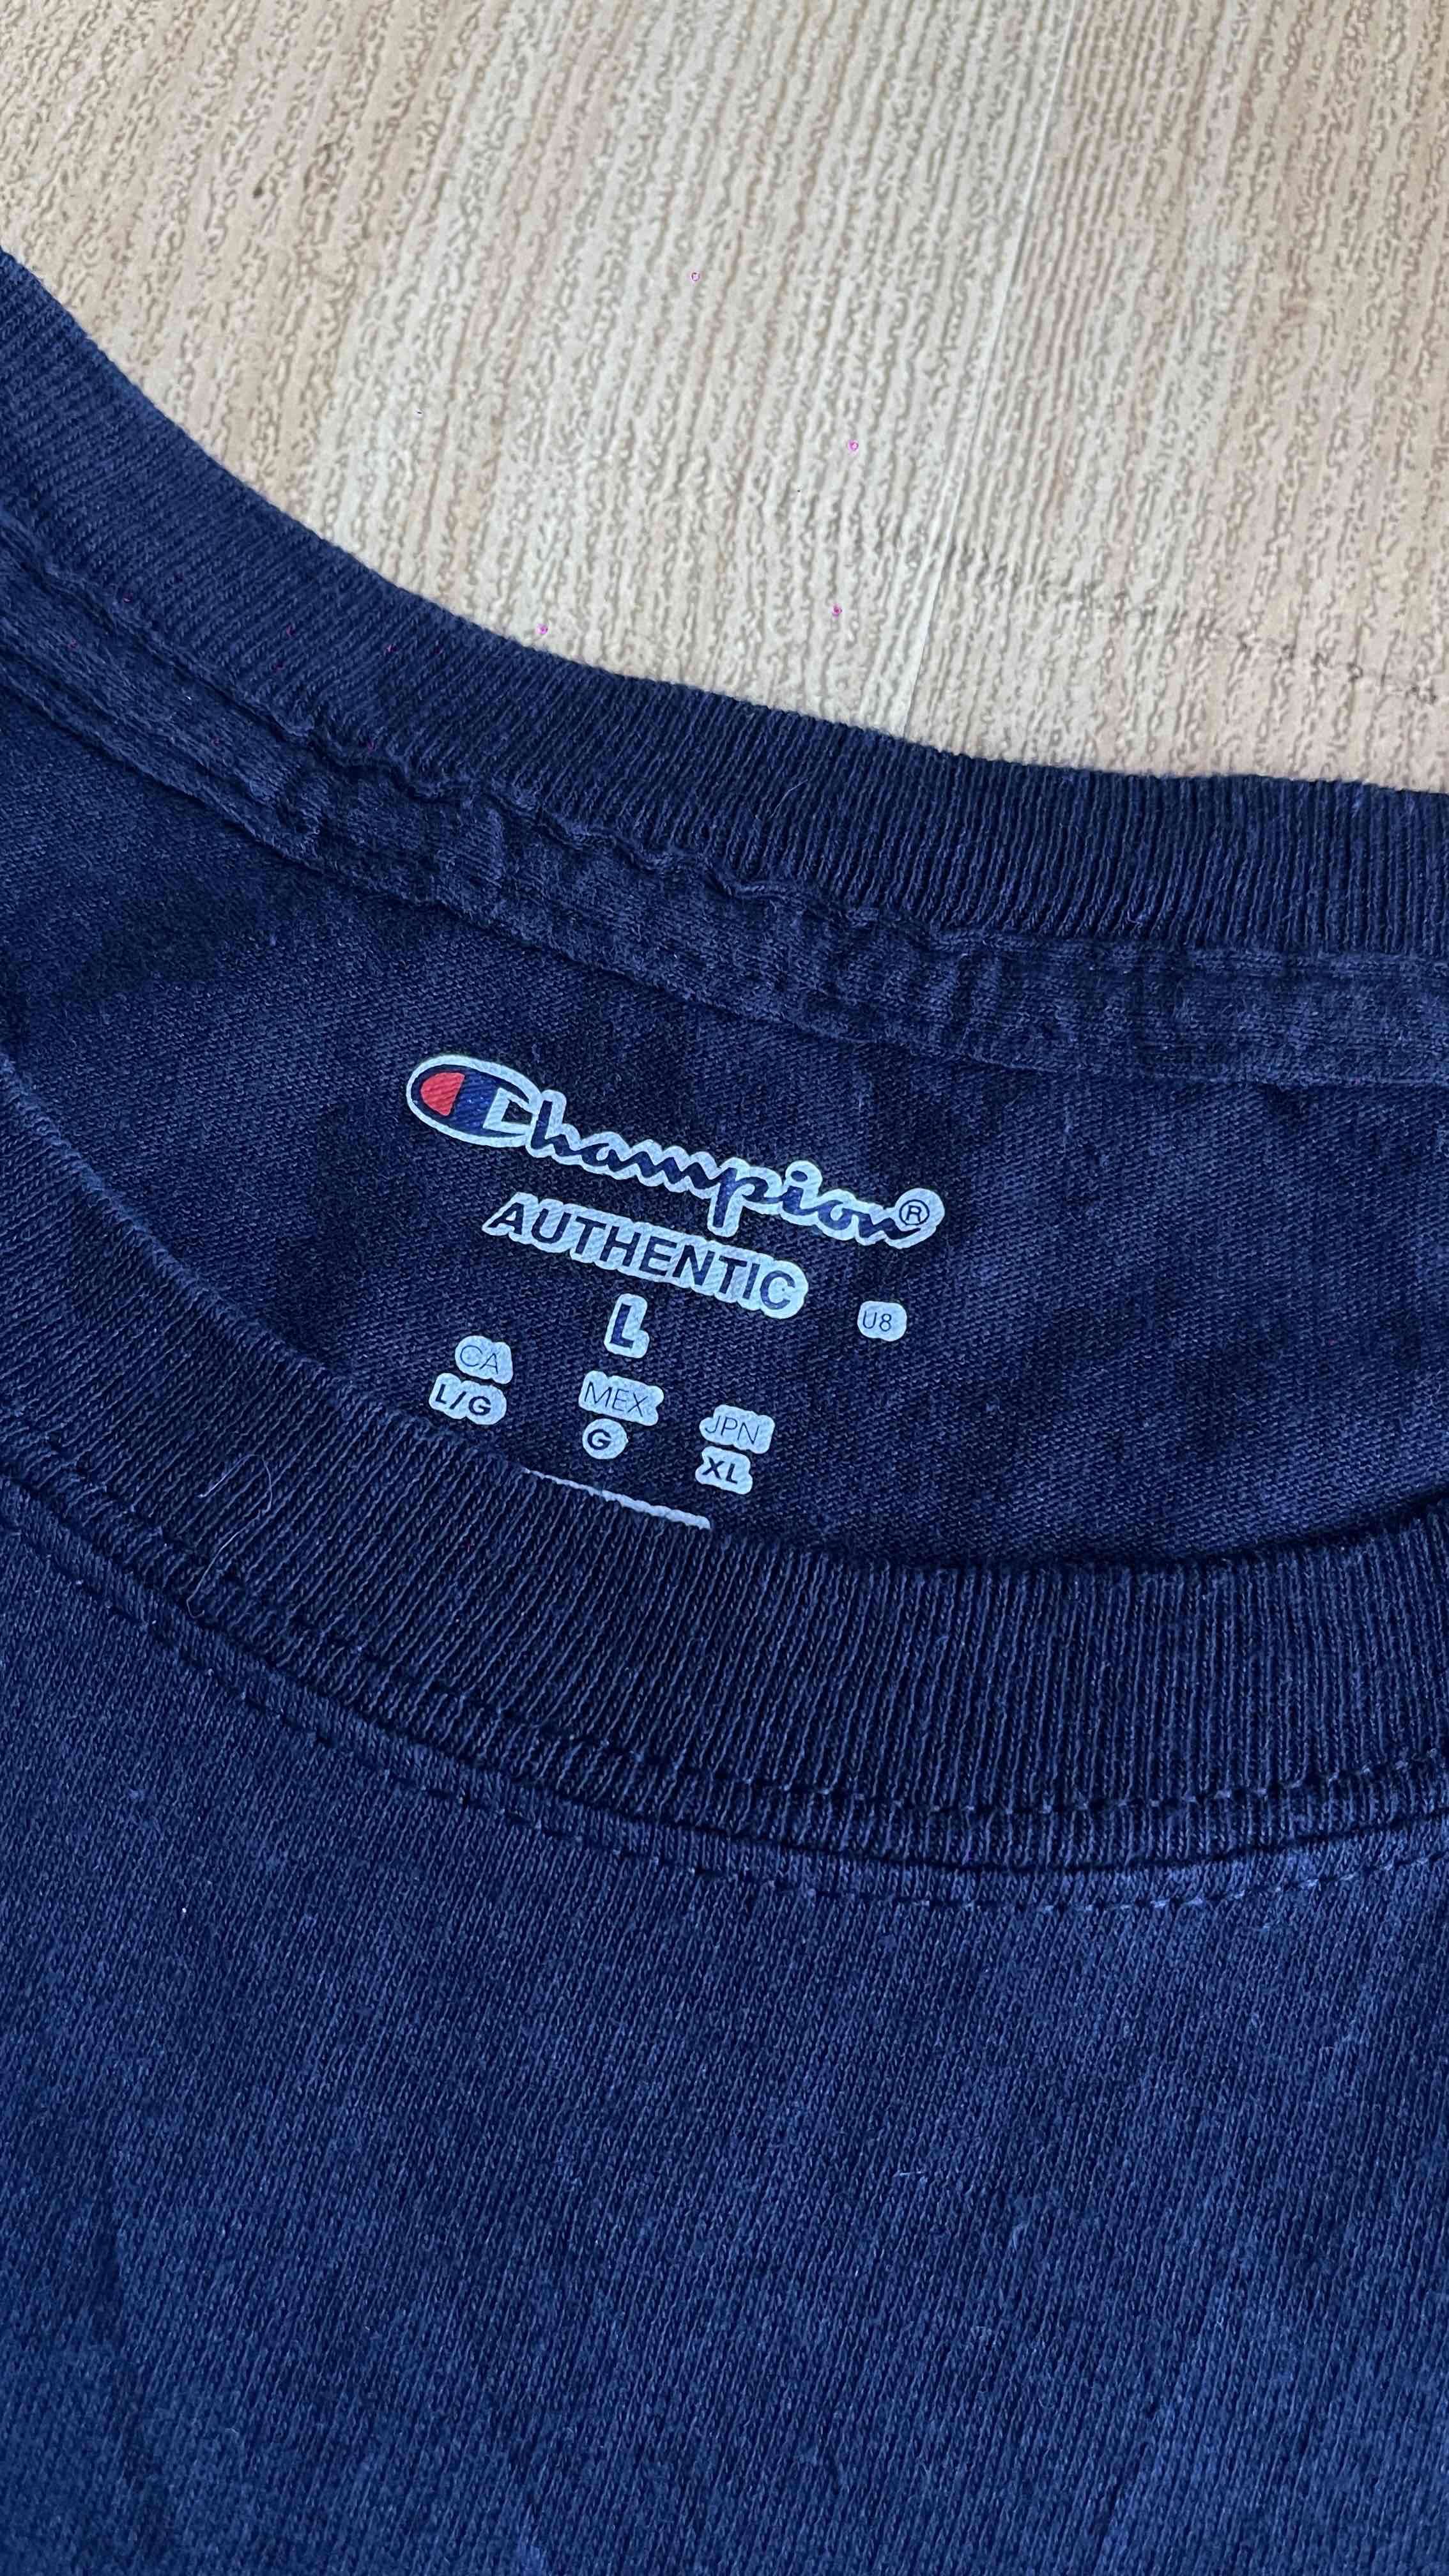 Champion®
AUTHENTIC
L
U8
CA MEX JPN
L/G G XL